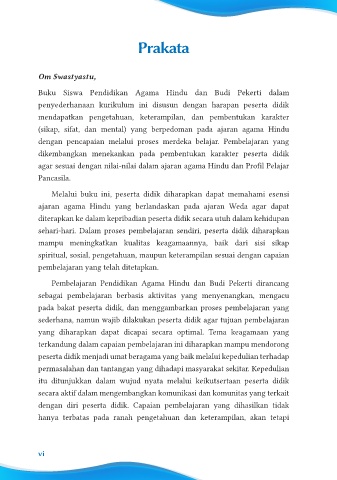 Prakata
Om Swastyastu,
Buku Siswa Pendidikan Agama Hindu dan Budi Pekerti dalam
penyederhanaan kurikulum ini disusun dengan harapan peserta didik
mendapatkan pengetahuan, keterampilan, dan pembentukan karakter
(sikap, sifat, dan mental) yang berpedoman pada ajaran agama Hindu
dengan pencapaian melalui proses merdeka belajar. Pembelajaran yang
dikembangkan menekankan pada pembentukan karakter peserta didik
agar sesuai dengan nilai-nilai dalam ajaran agama Hindu dan Profil Pelajar
Pancasila.
Melalui buku ini, peserta didik diharapkan dapat memahami esensi
ajaran agama Hindu yang berlandaskan pada ajaran Weda agar dapat
diterapkan ke dalam kepribadian peserta didik secara utuh dalam kehidupan
sehari-hari. Dalam proses pembelajaran sendiri, peserta didik diharapkan
mampu meningkatkan kualitas keagamaannya, baik dari sisi sikap
spiritual, sosial, pengetahuan, maupun keterampilan sesuai dengan capaian
pembelajaran yang telah ditetapkan.
Pembelajaran Pendidikan Agama Hindu dan Budi Pekerti dirancang
sebagai pembelajaran berbasis aktivitas yang menyenangkan, mengacu
pada bakat peserta didik, dan menggambarkan proses pembelajaran yang
sederhana, namun wajib dilakukan peserta didik agar tujuan pembelajaran
yang diharapkan dapat dicapai secara optimal. Tema keagamaan yang
terkandung dalam capaian pembelajaran ini diharapkan mampu mendorong
peserta didik menjadi umat beragama yang baik melalui kepedulian terhadap
permasalahan dan tantangan yang dihadapi masyarakat sekitar. Kepedulian
itu ditunjukkan dalam wujud nyata melalui keikutsertaan peserta didik
secara aktif dalam mengembangkan komunikasi dan komunitas yang terkait
dengan diri peserta didik. Capaian pembelajaran yang dihasilkan tidak
hanya terbatas pada ranah pengetahuan dan keterampilan, akan tetapi
vi